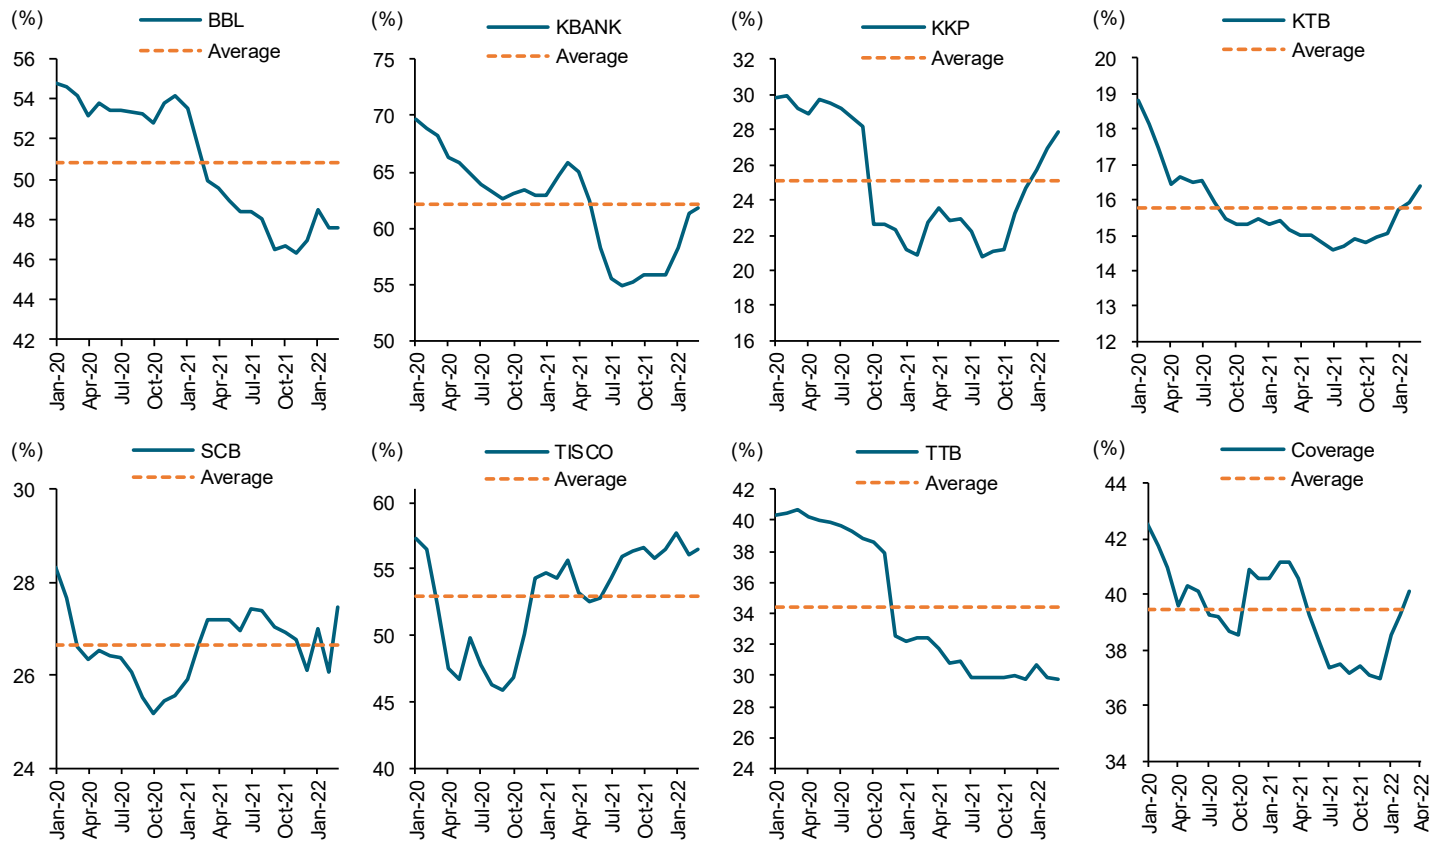 (%)
BBL
Average
56
54
52
50
48
46
44
42
Jan-20
Apr-20
Jul-20
Oct-20
Jan-21
Apr-21
Jul-21
Oct-21
Jan-22
(%)
KBANK
Average
75
70
65
60
55
50
Jan-20
Apr-20
Jul-20
Oct-20
Jan-21
Apr-21
Jul-21
Oct-21
Jan-22
(%)
KKP
Average
32
30
28
26
24
22
20
18
16
Jan-20
Apr-20
Jul-20
Oct-20
Jan-21
Apr-21
Jul-21
Oct-21
Jan-22
(%)
KTB
Average
20
19
18
17
16
15
14
13
12
Jan-20
Apr-20
Jul-20
Oct-20
Jan-21
Apr-21
Jul-21
Oct-21
Jan-22
(%)
SCB
Average
30
28
26
24
Jan-20
Apr-20
Jul-20
Oct-20
Jan-21
Apr-21
Jul-21
Oct-21
Jan-22
(%)
TISCO
Average
60
55
50
45
40
Jan-20
Apr-20
Jul-20
Oct-20
Jan-21
Apr-21
Jul-21
Oct-21
Jan-22
(%)
TTB
Average
42
40
38
36
34
32
30
28
26
24
Jan-20
Apr-20
Jul-20
Oct-20
Jan-21
Apr-21
Jul-21
Oct-21
Jan-22
(%)
Coverage
Average
44
42
40
38
36
34
Jan-20
Apr-20
Jul-20
Oct-20
Jan-21
Apr-21
Jul-21
Oct-21
Jan-22
Apr-22